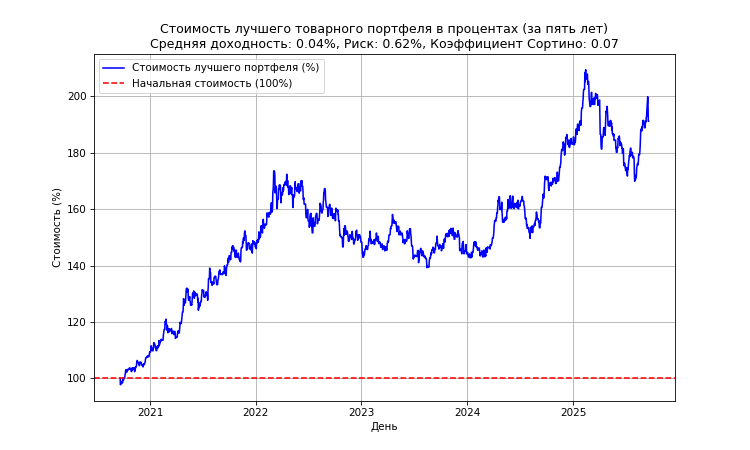 Стоимость лучшего товарного портфеля в процентах (за пять лет)
Средняя доходность: 0.04%, Риск: 0.62%, Коэффициент Сортино: 0.07
Стоимость лучшего портфеля (%)
Начальная стоимость (100%)
Стоимость (%)
200
180
160
140
120
100
2021
2022
2023
2024
2025
День